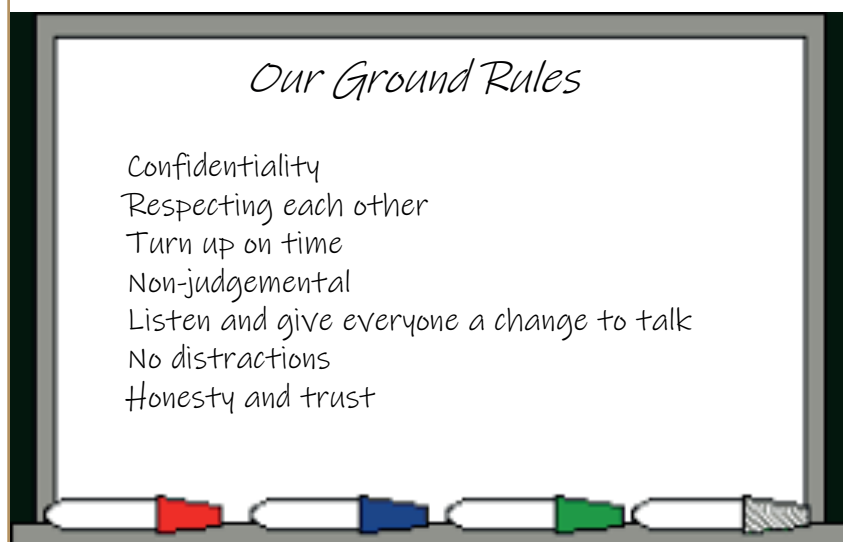 Our Ground Rules
Confidentiality
Respecting each other
Turn up on time
Non-judgemental
Listen and give everyone a change to talk
No distractions
Honesty and trust